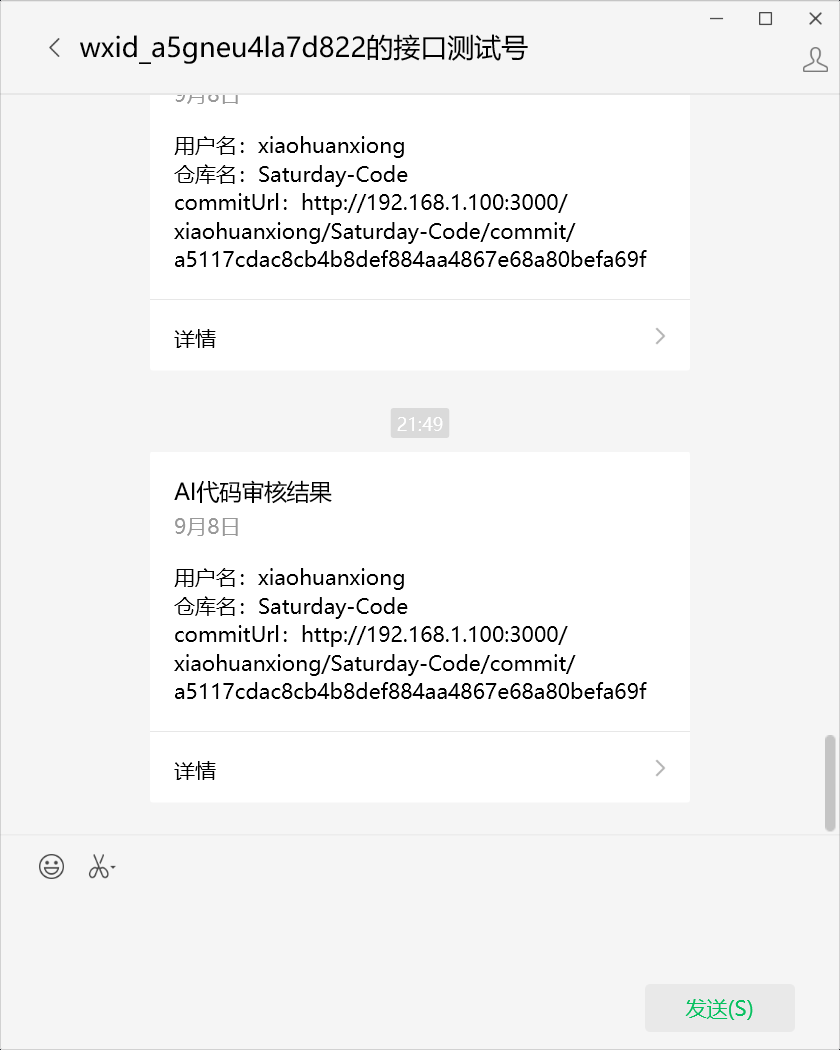 wxid_a5gneu4la7d822的接口测试号
9月8日
用户名：xiaohuanxiong
仓库名：Saturday-Code
commitUrl：http://192.168.1.100:3000/
xiaohuanxiong/Saturday-Code/commit/
a5117cdac8cb4b8def884aa4867e68a80befa69f
详情
21:49
AI代码审核结果
9月8日
用户名：xiaohuanxiong
仓库名：Saturday-Code
commitUrl：http://192.168.1.100:3000/
xiaohuanxiong/Saturday-Code/commit/
a5117cdac8cb4b8def884aa4867e68a80befa69f
详情
发送(S)